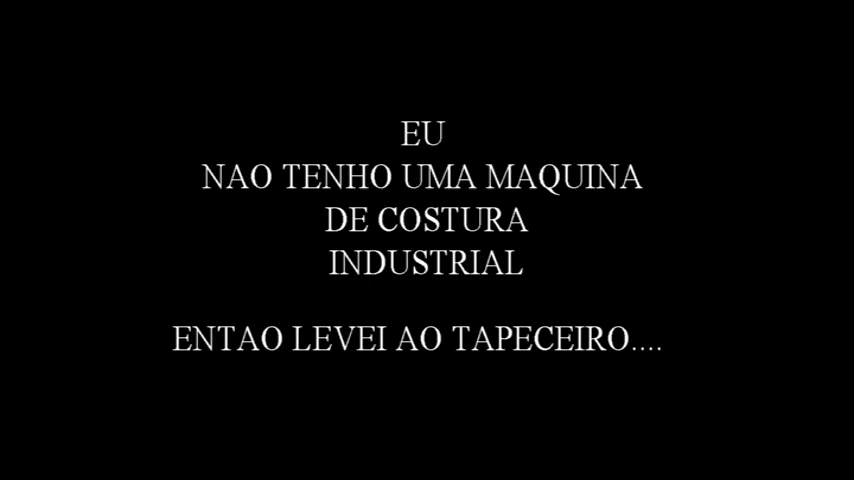 EU
NAO TENHO UMA MAQUINA
DE COSTURA
INDUSTRIAL
ENTAO LEVEI AO TAPECEIRO....